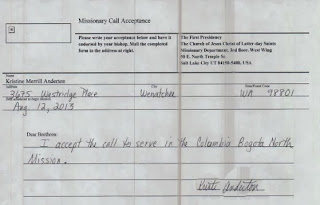 Missionary Call Acceptance
Please write your acceptance below and have it
endorsed by your bishop. Mail the completed
form to the address at right.
The First Presidency
The Church of Jesus Christ of Latter-day Saints
Missionary Department, 3rd floor, West Wing
50 E. North Temple St.
Salt Lake City UT 84150-5400, USA
Name
Kristine Merrill Anderton
3675 Westridge Place Wenatchee WA 98801
Aug. 12, 2013
Dear Brethren:
I accept the call to serve in the Columbia Bogota North
Mission.
Anderton